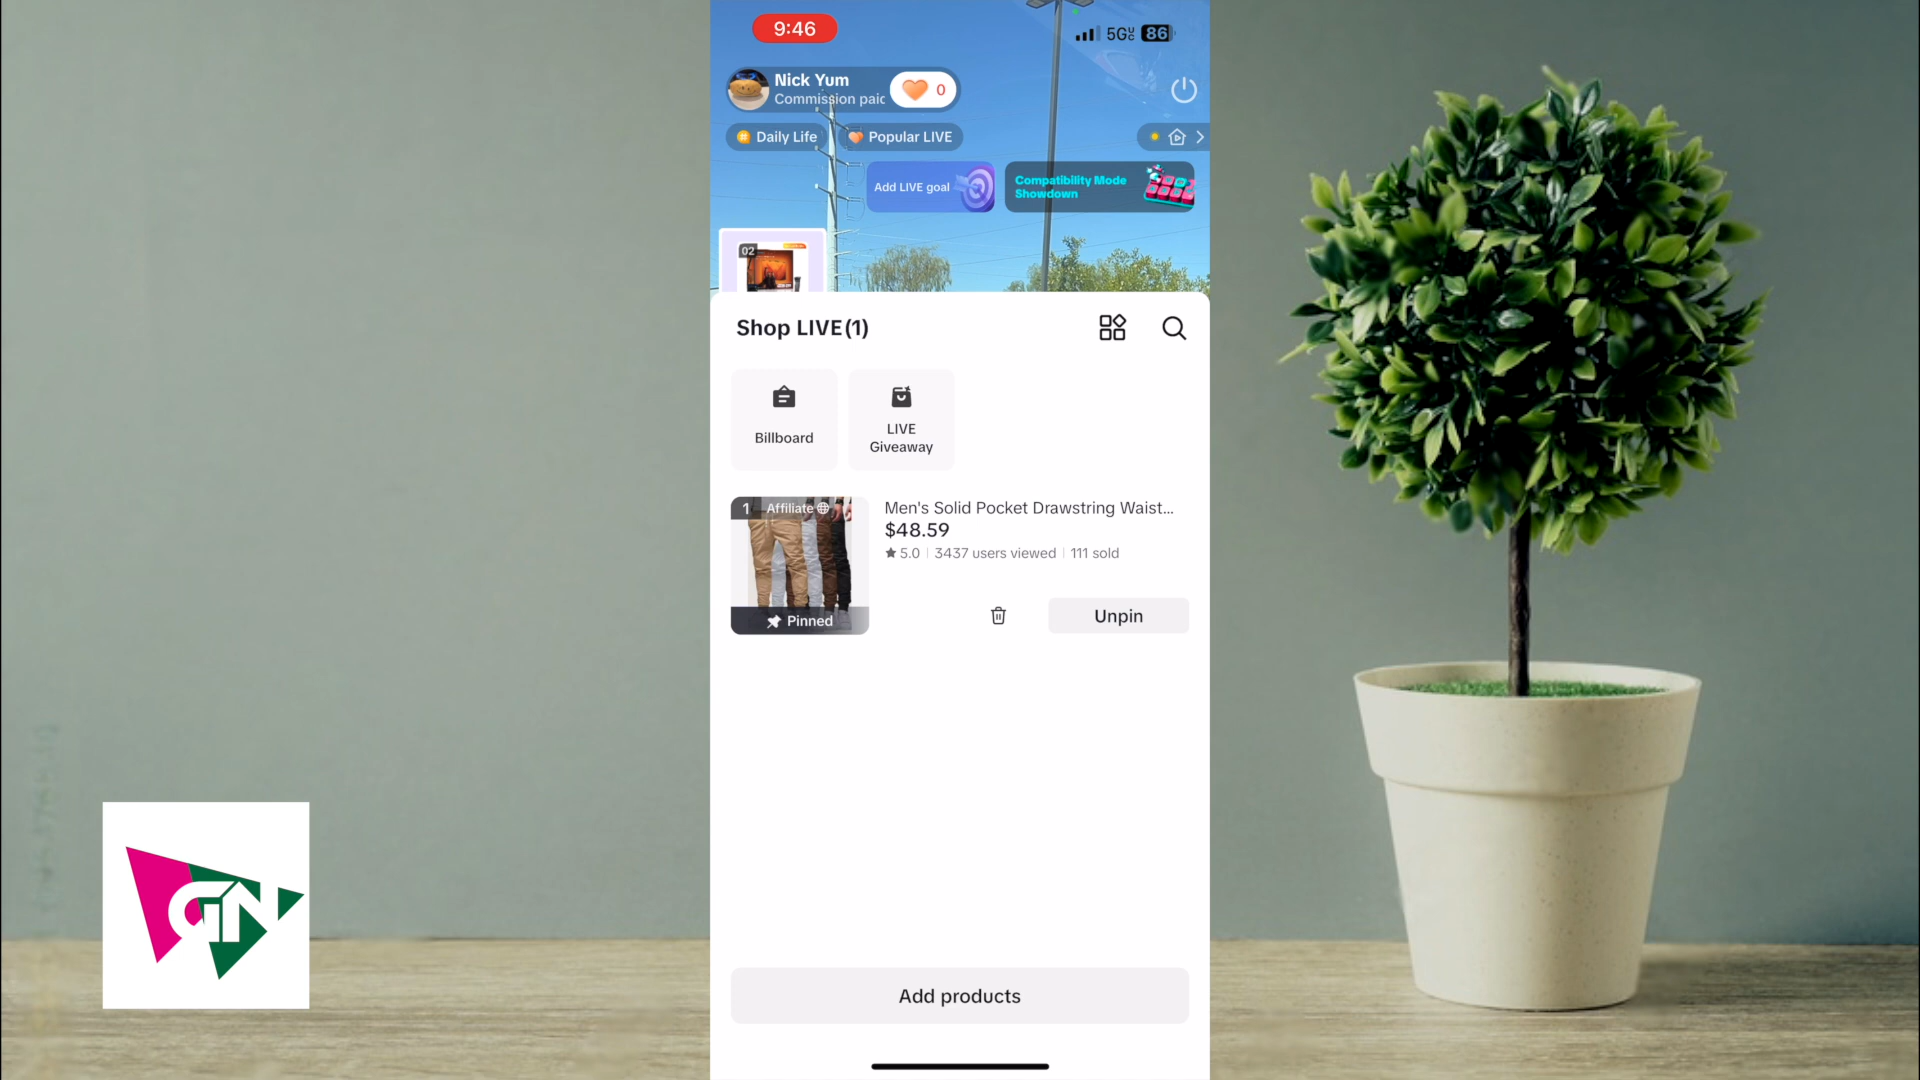 9:46
5G
86
Nick Yum
Commission paid
0
Daily Life
Popular LIVE
Add LIVE goal
Compatibility Mode
Showdown
02
Shop LIVE(1)
Billboard
LIVE
Giveaway
1 Affiliate
Men's Solid Pocket Drawstring Waist...
$48.59
5.0 | 3437 users viewed | 111 sold
Pinned
Unpin
Add products
GN